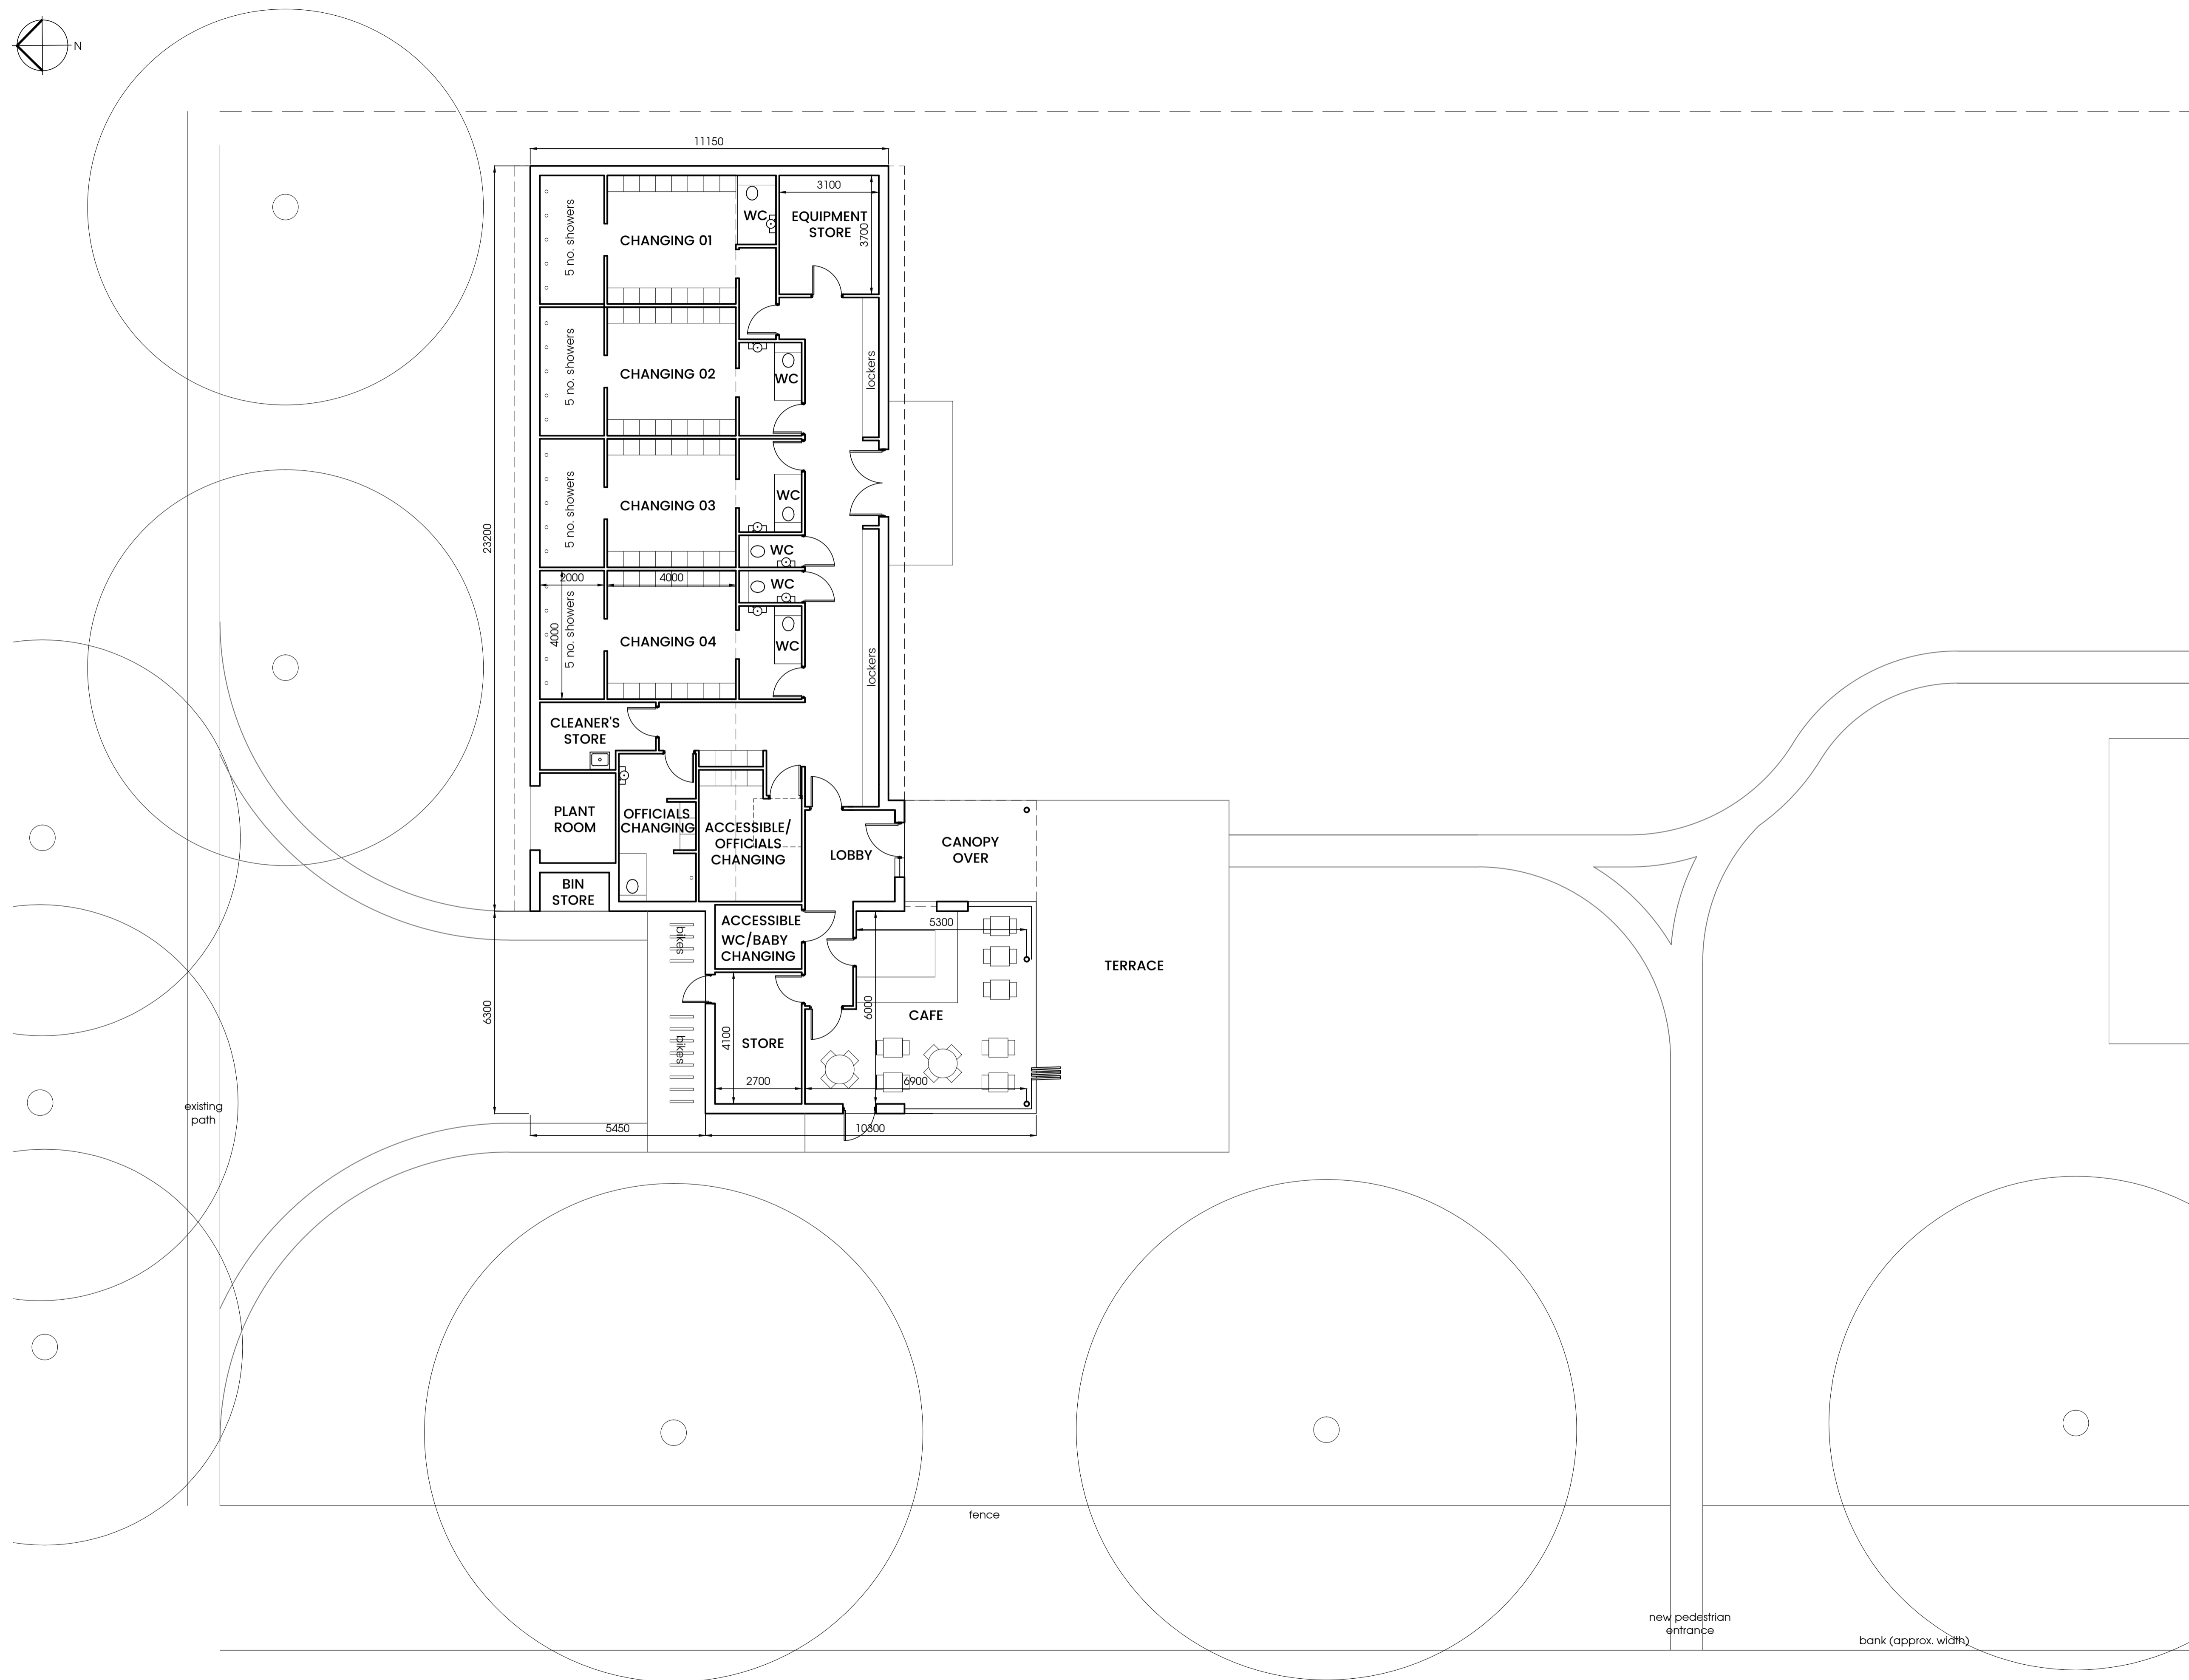 N
11150
3100
5 no. showers
CHANGING 01
WC
EQUIPMENT
STORE
3700
5 no. showers
CHANGING 02
WC
lockers
23200
5 no. showers
CHANGING 03
WC
WC
2000
4000
WC
4000
5 no. showers
CHANGING 04
WC
lockers
CLEANER'S
STORE
PLANT
ROOM
OFFICIALS
CHANGING
ACCESSIBLE/
OFFICIALS
CHANGING
LOBBY
CANOPY
OVER
BIN
STORE
bikes
ACCESSIBLE
WC/BABY
CHANGING
5300
TERRACE
6300
bikes
4100
STORE
6000
CAFE
2700
6900
existing
path
5450
10300
fence
new pedestrian
entrance
bank (approx. width)